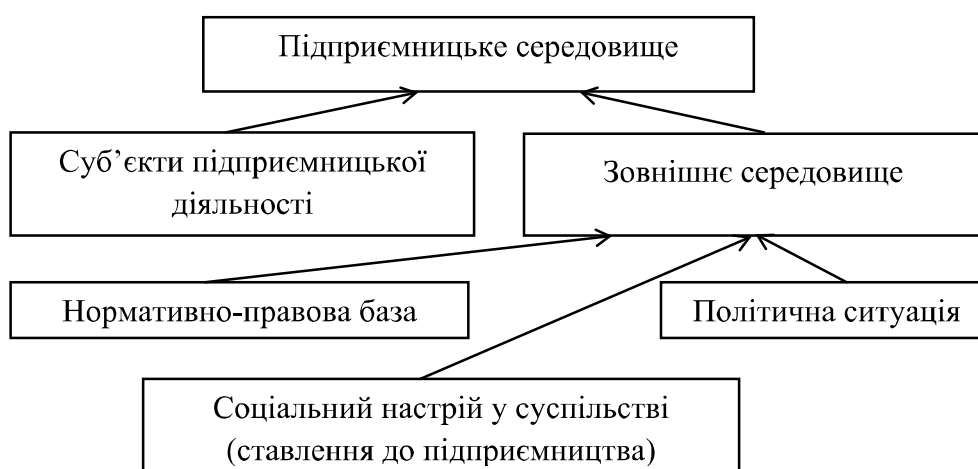 Підприємницьке середовище
Суб’єкти підприємницької
діяльності
Зовнішнє середовище
Нормативно-правова база
Політична ситуація
Соціальний настрій у суспільстві
(ставлення до підприємництва)